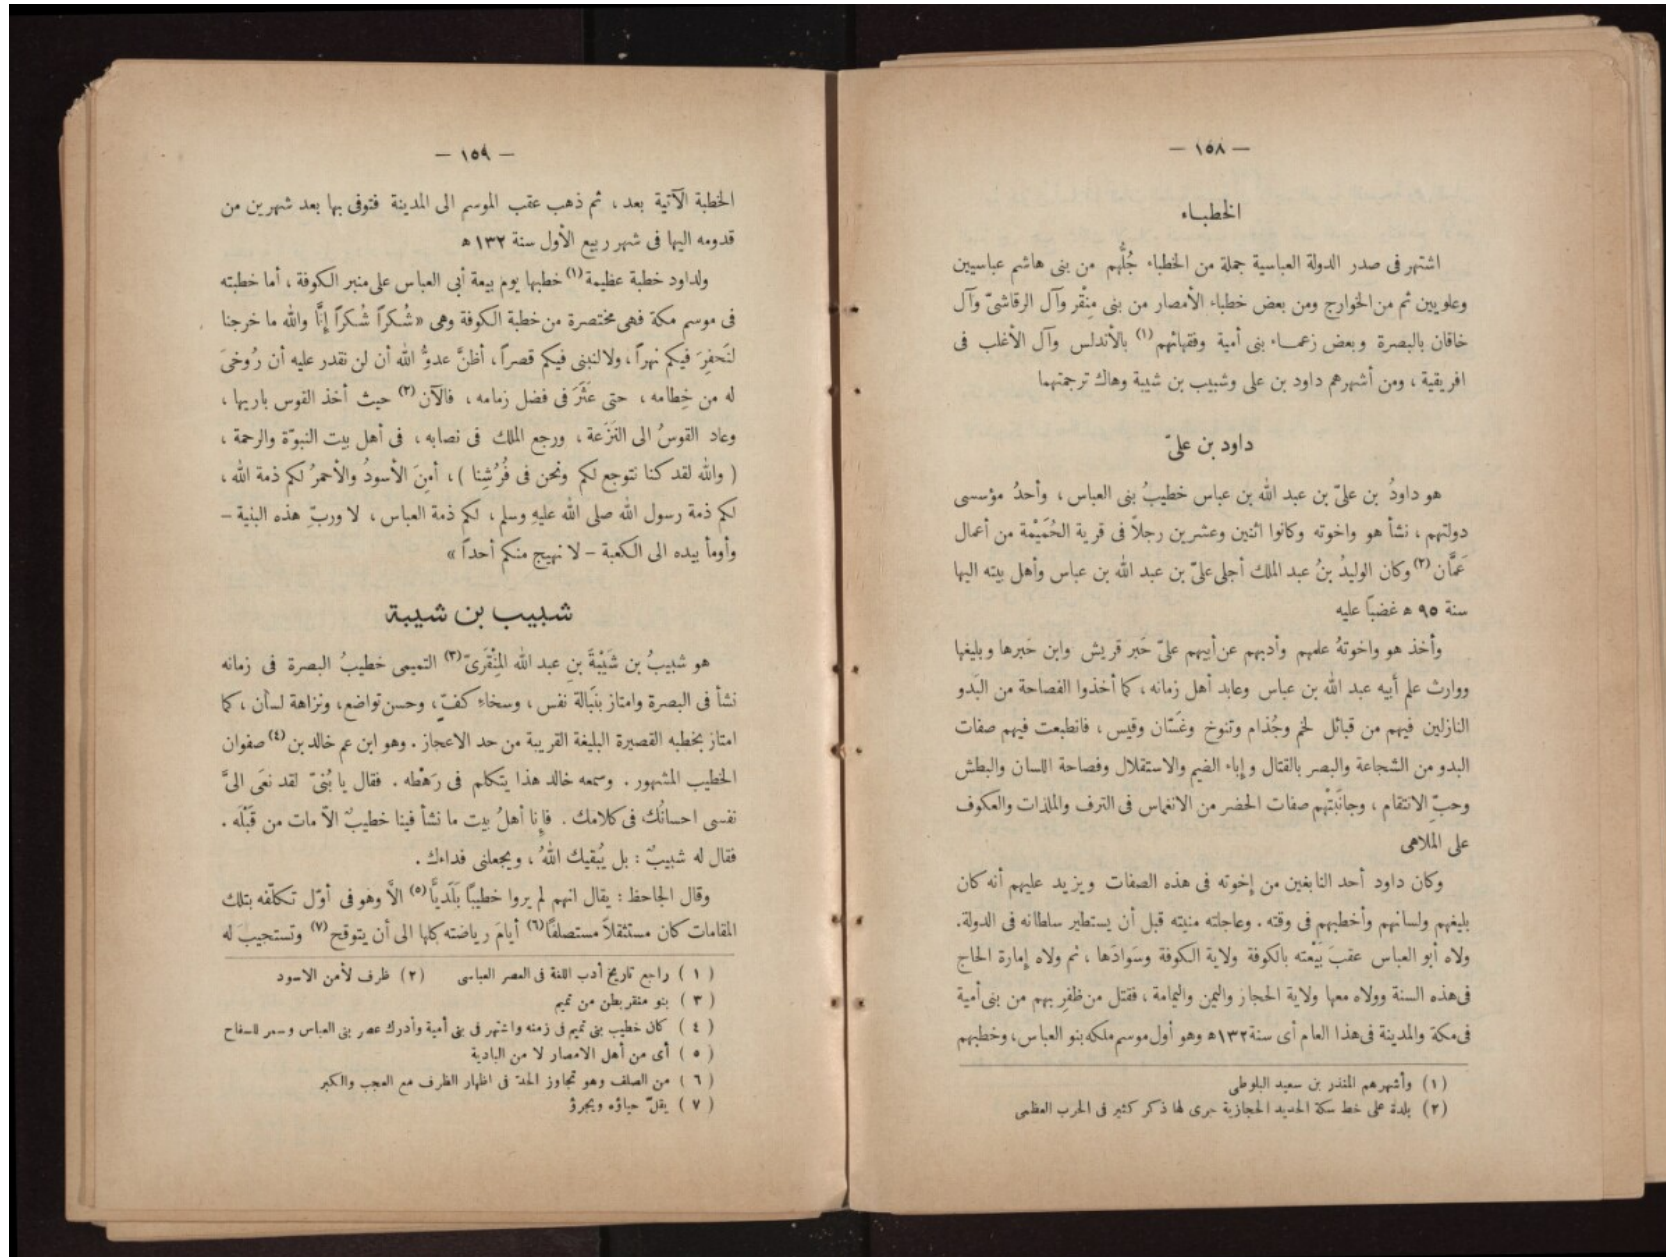 — ١٥٨ —
الخطبـاء
اشتهر فى صدر الدولة العباسية جملة من الخطباء جُلُّهم من بنى هاشم عباسيين
وعلويين ثم من الخوارج ومن بعض خطباء الأمصار من بنى مِنْقر وآل الرقاشىّ وآل
خاقان بالبصرة وبعض زعمــاء بنى أمية وفقهائهم (١) بالأندلس وآل الأغلب فى
افريقية ، ومن أشهرهم داود بن على وشبيب بن شيبة وهاك ترجمتهما
داود بن علىّ
هو داودُ بن علىّ بن عبد الله بن عباس خطيبُ بنى العباس ، وأحدُ مؤسسى
دولتهم ، نشأ هو واخوته وكانوا اثنين وعشرين رجلاً فى قرية الحُمَيْمة من أعمال
عَمَّان (٢) وكان الوليدُ بنُ عبد الملك أجلى علىّ بن عبد الله بن عباس وأهل بيته اليها
سنة ٩٥ ﻫ غضباً عليه
وأخذ هو واخوتهُ علمهم وأدبهم عن أبيهم علىّ حَبر قريش وابن حَبرها وبليغها
ووارث علم أبيه عبد الله بن عباس وعابد أهل زمانه ، كما أخذوا الفصاحة من البَدو
النازلين فيهم من قبائل لخم وجُذام وتنوخ وغَسّان وقيس ، فانطبعت فيهم صفات
البدو من الشجاعة والبصر بالقتال وإباء الضيم والاستقلال وفصاحة اللسان والبطش
وحبِّ الانتقام ، وجانَبتْهم صفات الحضر من الانغماس فى الترف والملذات والعكوف
على الملاهى
وكان داود أحد النابغين من إخوته فى هذه الصفات ويزيد عليهم أنه كان
بليغهم ولسانهم وأخطبهم فى وقته . وعاجلته منيته قبل أن يستطير سلطانه فى الدولة.
ولاه أبو العباس عقبَ بَيْعته بالكوفة ولاية الكوفة وسَوادَها ، ثم ولاه إمارة الحاج
فى هذه السنة وولاه معها ولاية الحجاز واليمن واليمامة ، فقتل من ظفِر بهم من بنى أمية
فى مكة والمدينة فى هذا العام أى سنة ١٣٢ﻫ وهو أول موسم ملكه بنو العباس ، وخطبهم
(١) وأشهرهم المنذر بن سعيد البلوطى
(٢) بلدة على خط سكة الحديد الحجازية جرى لها ذكر كثير فى الحرب العظمى
— ١٥٩ —
الخطبة الآتية بعد ، ثم ذهب عقب الموسم الى المدينة فتوفى بها بعد شهرين من
قدومه اليها فى شهر ربيع الأول سنة ١٣٢ ﻫ
ولداود خطبة عظيمة (١) خطبها يوم بيعة أبى العباس على منبر الكوفة ، أما خطبته
فى موسم مكة فهى مختصرة من خطبة الكوفة وهى «شُكراً شُكراً إنَّا والله ما خرجنا
لنَحفِرَ فيكم نهراً ، ولا لنبنى فيكم قصراً ، أظنَّ عدوُّ الله أن لن نقدر عليه أن رُوخىَ
له من خِطامه ، حتى عَثَرَ فى فضل زمامه ، فالآن (٢) حيث أخذ القوس باريها ،
وعاد القوسُ الى النَزَعة ، ورجع الملك فى نصابه ، فى أهل بيت النبوّة والرحمة ،
( والله لقد كنا نتوجع لكم ونحن فى فُرُشِنا ) ، أمِنَ الأسودُ والأحمرُ لكم ذمة الله ،
لكم ذمة رسول الله صلى الله عليهِ وسلم ، لكم ذمة العباس ، لا وربِّ هذه البنية –
وأومأ بيده الى الكعبة – لا نهيج منكم أحداً »
شبيب بن شيبة
هو شبيبُ بن شَيْبةَ بنِ عبد الله المِنْقَرىّ (٣) التميمى خطيبُ البصرة فى زمانه
نشأ فى البصرة وامتاز بنَبالة نفس ، وسخاءِ كفّ ، وحسن تواضع ، ونزاهة لسان ، كما
امتاز بخطبه القصيرة البليغة القريبة من حد الاعجاز . وهو ابن عم خالد بن (٤) صفوان
الخطيب المشهور . وسمعه خالد هذا يتكلم فى رَهْطه . فقال يا بُنىّ لقد نعَى الىَّ
نفسى احسانُك فى كلامك . فإنا أهلُ بيت ما نشأ فينا خطيبٌ الاّ مات من قَبْلَه .
فقال له شبيبٌ : بل يُبقيك اللهُ ، ويجعلنى فداءك .
وقال الجاحظ : يقال انهم لم يروا خطيبًا بَلَديًّا (٥) الاَّ وهو فى أوّل تكلّفه بتلك
المقامات كان مستثقلاً مستصلفًا (٦) أيامَ رياضته كلها الى أن يتوقح (٧) وتستجيبَ له
( ١ ) راجع تاريخ أدب اللغة فى العصر العباسى ( ٢ ) ظرف لأمن الاسود
( ٣ ) بنو منقر بطن من تميم
( ٤ ) كان خطيب بنى تميم فى زمنه واشتهر فى بنى أمية وأدرك عصر بنى العباس وسمر للسفاح
( ٥ ) أى من أهل الامصار لا من البادية
( ٦ ) من الصلف وهو تجاوز الحد فى اظهار الظرف مع العجب والكبر
( ٧ ) يقلّ حياؤه ويجرؤ